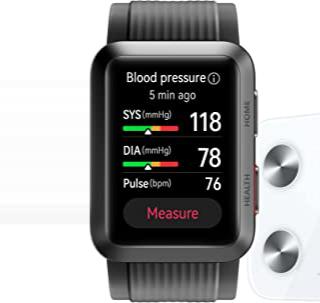 Blood pressure ⓘ
5 min ago
SYS(mmHg) 118
DIA(mmHg) 78
Pulse(bpm) 76
Measure
HOME
HEALTH